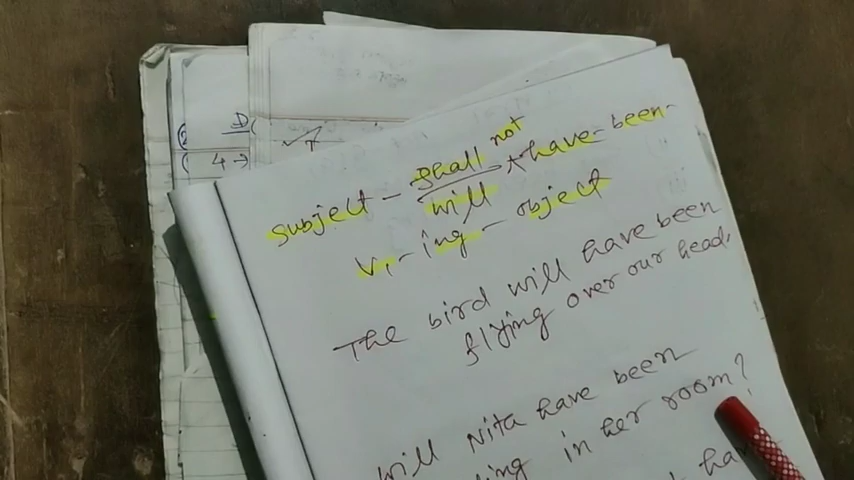 subject - shall not have - been -
will
V1 - ing - object
The bird will have been
flying over our head.
will Nita have been
in her room?
4 →